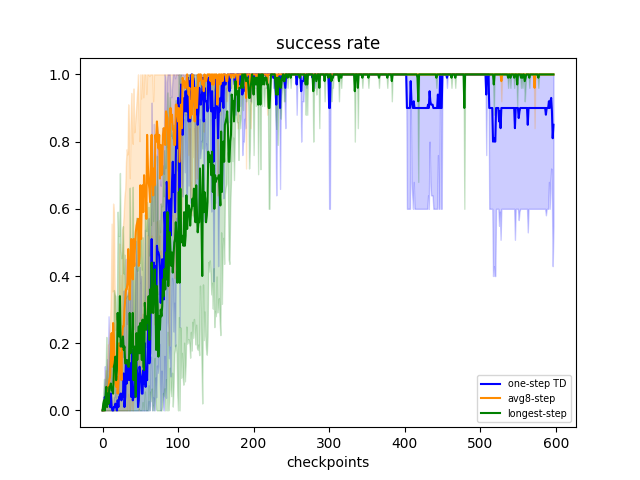 success rate
1.0
0.8
0.6
0.4
0.2
0.0
0 100 200 300 400 500 600
checkpoints
one-step TD
avg8-step
longest-step